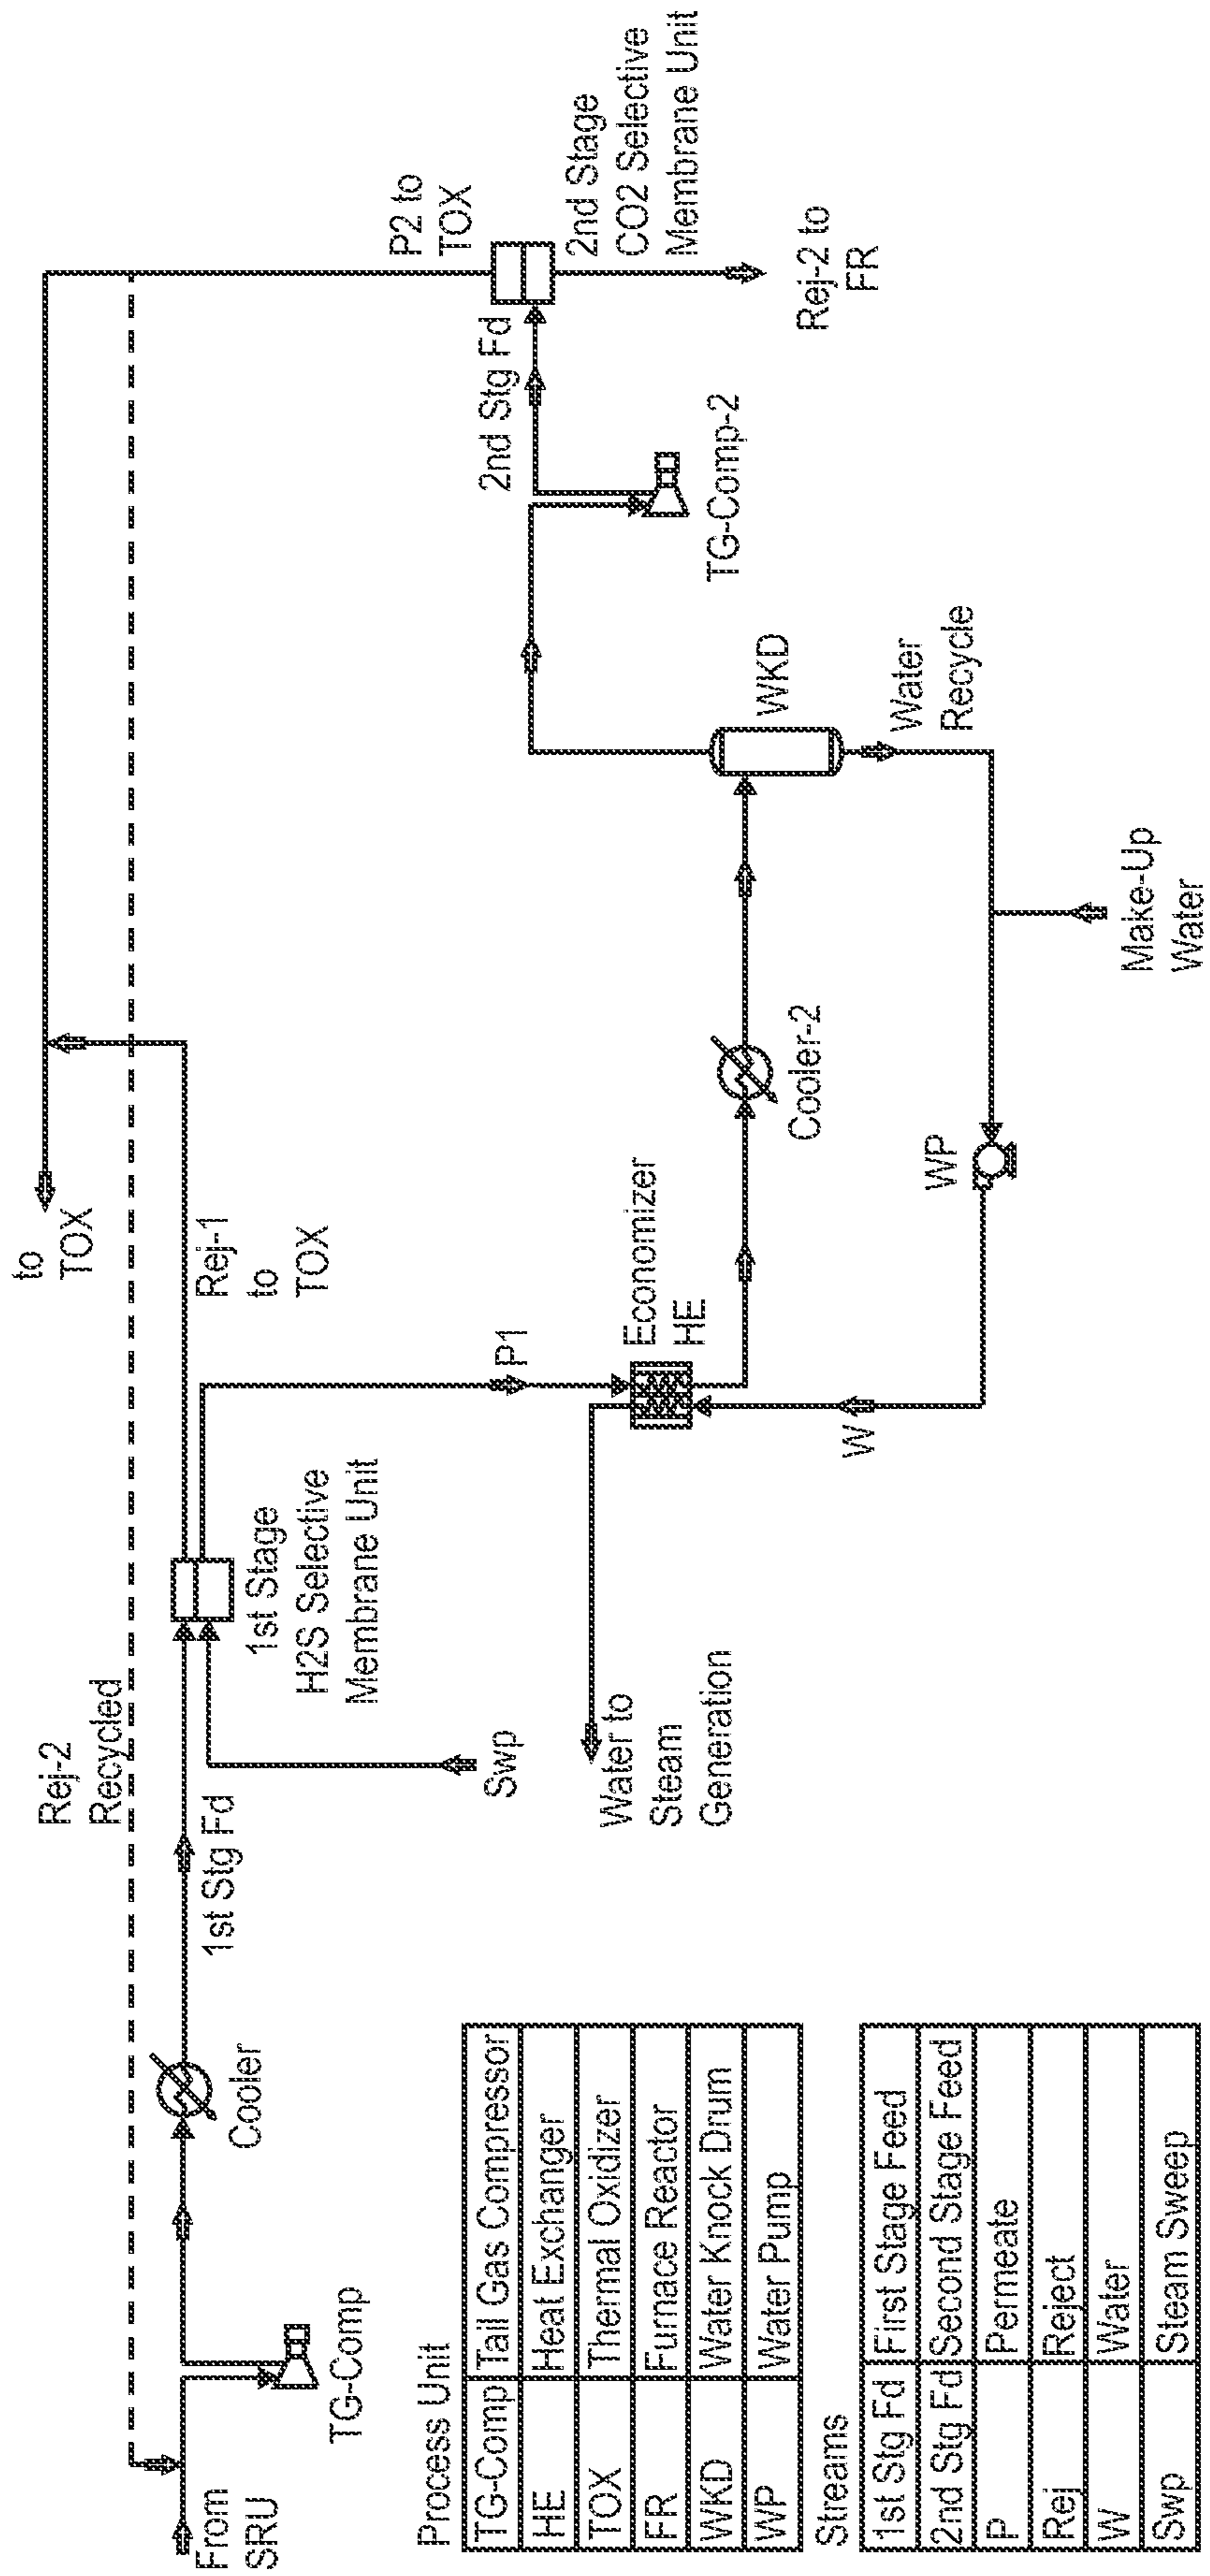 From
SRU
TG-Comp
Cooler
1st Stg Fd
Rej-2
Recycled
Swp
1st Stage
H2S Selective
Membrane Unit
Rej-1
to
TOX
to
TOX
P1
Economizer
HE
Water to
Steam
Generation
W
WP
Cooler-2
Make-Up
Water
WKD
Water
Recycle
TG-Comp-2
2nd Stg Fd
P2 to
TOX
2nd Stage
CO2 Selective
Membrane Unit
Rej-2 to
FR
Process Unit
TG-Comp Tail Gas Compressor
HE Heat Exchanger
TOX Thermal Oxidizer
FR Furnace Reactor
WKD Water Knock Drum
WP Water Pump
Streams
1st Stg Fd First Stage Feed
2nd Stg Fd Second Stage Feed
P Permeate
Rej Reject
W Water
Swp Steam Sweep